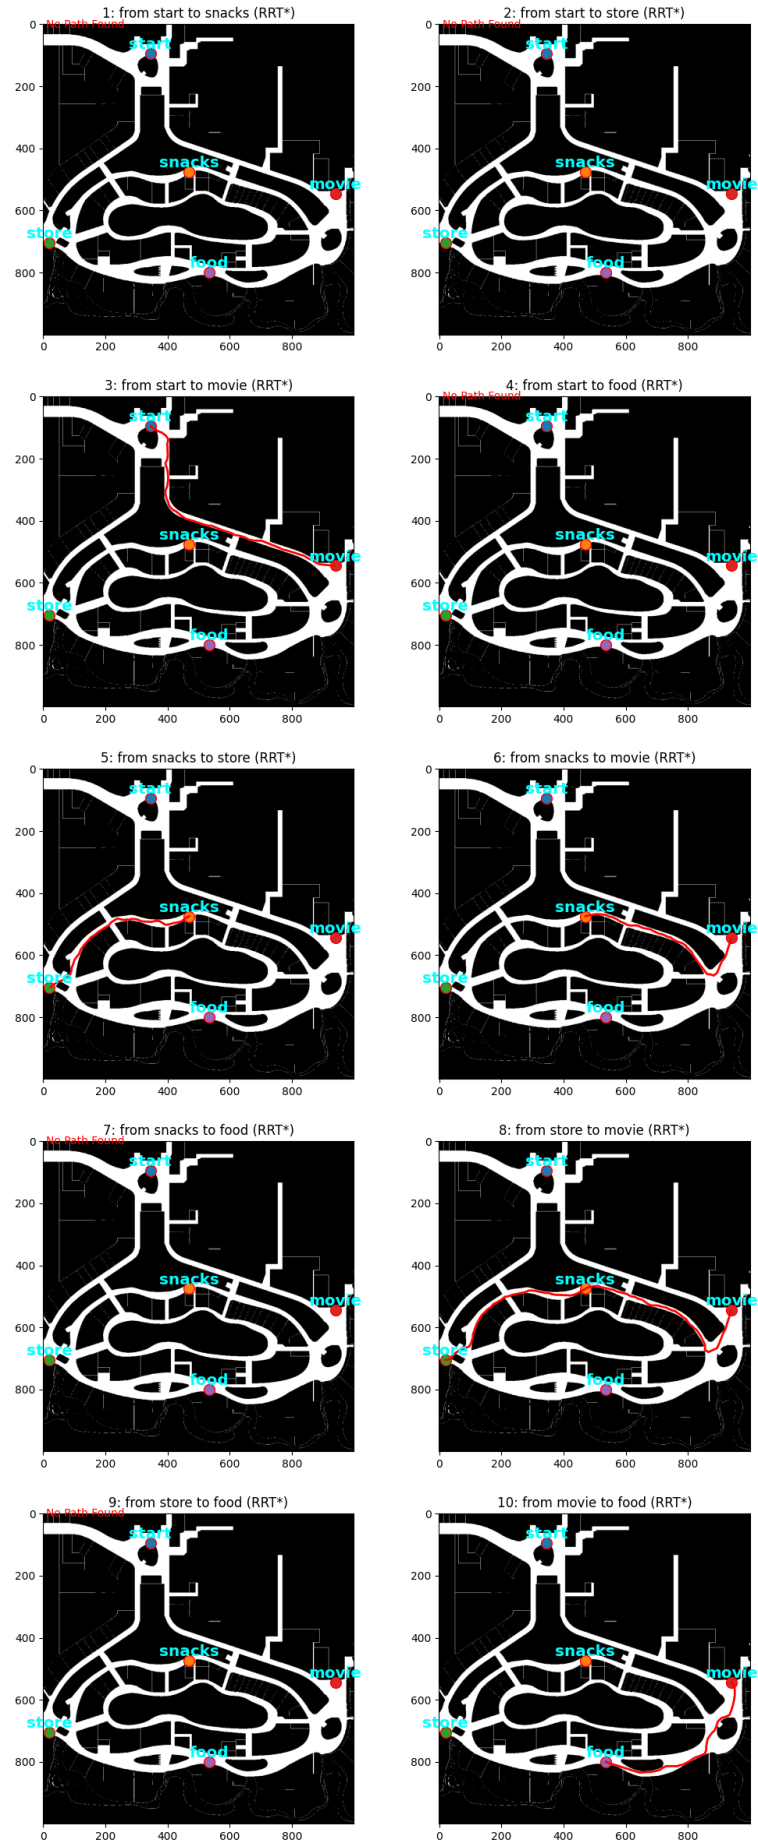 1: from start to snacks (RRT*)
No Path Found
0
start
200
400
snacks
movie
600
store
food
800
0 200 400 600 800
2: from start to store (RRT*)
No Path Found
0
start
200
400
snacks
movie
600
store
food
800
0 200 400 600 800
3: from start to movie (RRT*)
0
start
200
400
snacks
movie
600
store
food
800
0 200 400 600 800
4: from start to food (RRT*)
No Path Found
0
start
200
400
snacks
movie
600
store
food
800
0 200 400 600 800
5: from snacks to store (RRT*)
0
start
200
400
snacks
movie
600
store
food
800
0 200 400 600 800
6: from snacks to movie (RRT*)
0
start
200
400
snacks
movie
600
store
food
800
0 200 400 600 800
7: from snacks to food (RRT*)
No Path Found
0
start
200
400
snacks
movie
600
store
food
800
0 200 400 600 800
8: from store to movie (RRT*)
0
start
200
400
snacks
movie
600
store
food
800
0 200 400 600 800
9: from store to food (RRT*)
No Path Found
0
start
200
400
snacks
movie
600
store
food
800
0 200 400 600 800
10: from movie to food (RRT*)
0
start
200
400
snacks
movie
600
store
food
800
0 200 400 600 800